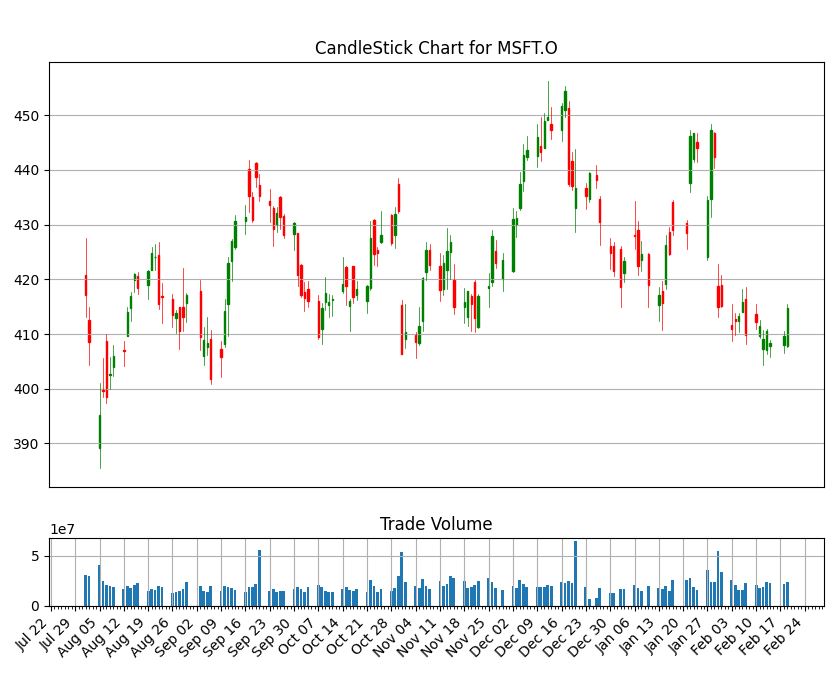 CandleStick Chart for MSFT.O
450
440
430
420
410
400
390
Trade Volume
1e7
5
0
Jul 22
Jul 29
Aug 05
Aug 12
Aug 19
Aug 26
Sep 02
Sep 09
Sep 16
Sep 23
Sep 30
Oct 07
Oct 14
Oct 21
Oct 28
Nov 04
Nov 11
Nov 18
Nov 25
Dec 02
Dec 09
Dec 16
Dec 23
Dec 30
Jan 06
Jan 13
Jan 20
Jan 27
Feb 03
Feb 10
Feb 17
Feb 24